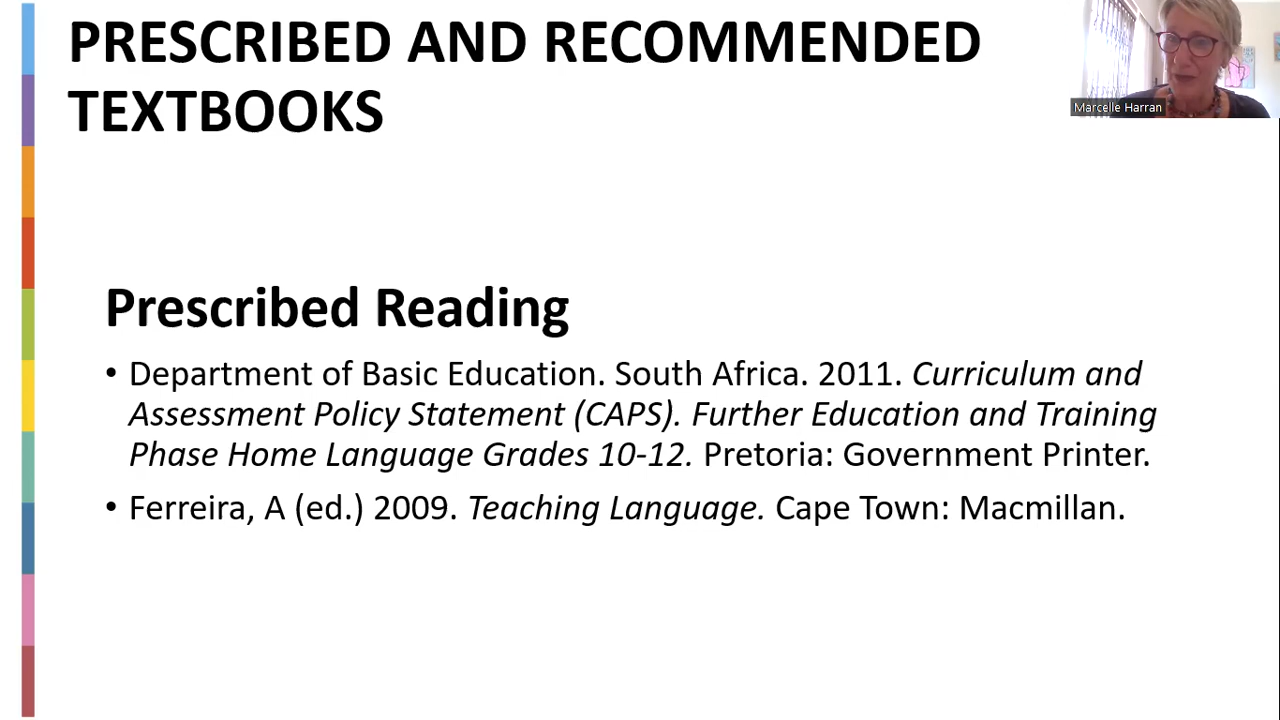 PRESCRIBED AND RECOMMENDED
TEXTBOOKS
Marcelle Harran
Prescribed Reading
• Department of Basic Education. South Africa. 2011. Curriculum and
Assessment Policy Statement (CAPS). Further Education and Training
Phase Home Language Grades 10-12. Pretoria: Government Printer.
• Ferreira, A (ed.) 2009. Teaching Language. Cape Town: Macmillan.